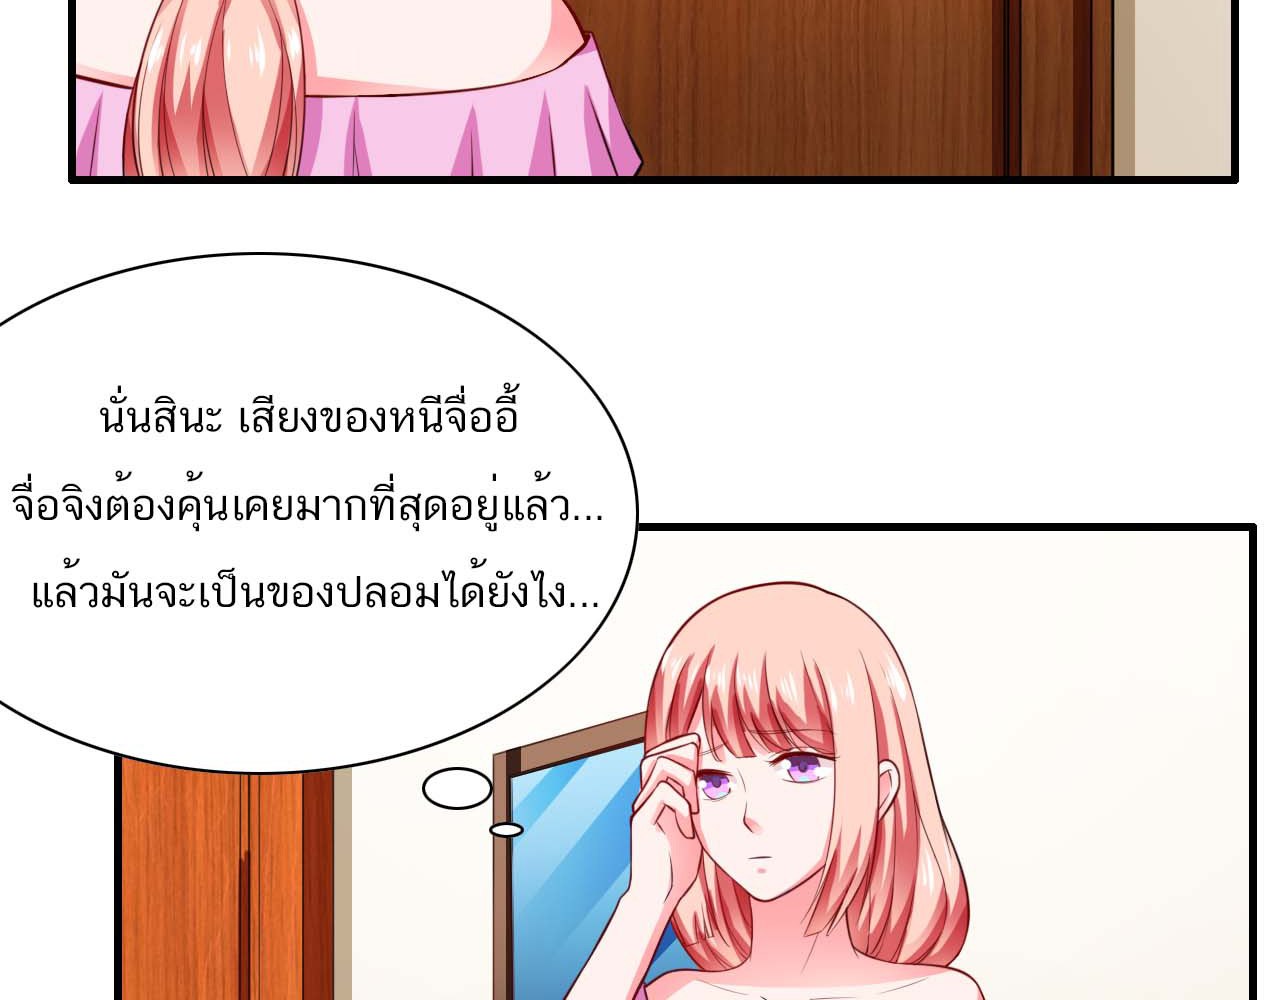 นั่นสินะ เสียงของหนีจื่ออี้
จื่อจิงต้องคุ้นเคยมากที่สุดอยู่แล้ว...
แล้วมันจะเป็นของปลอมได้ยังไง...